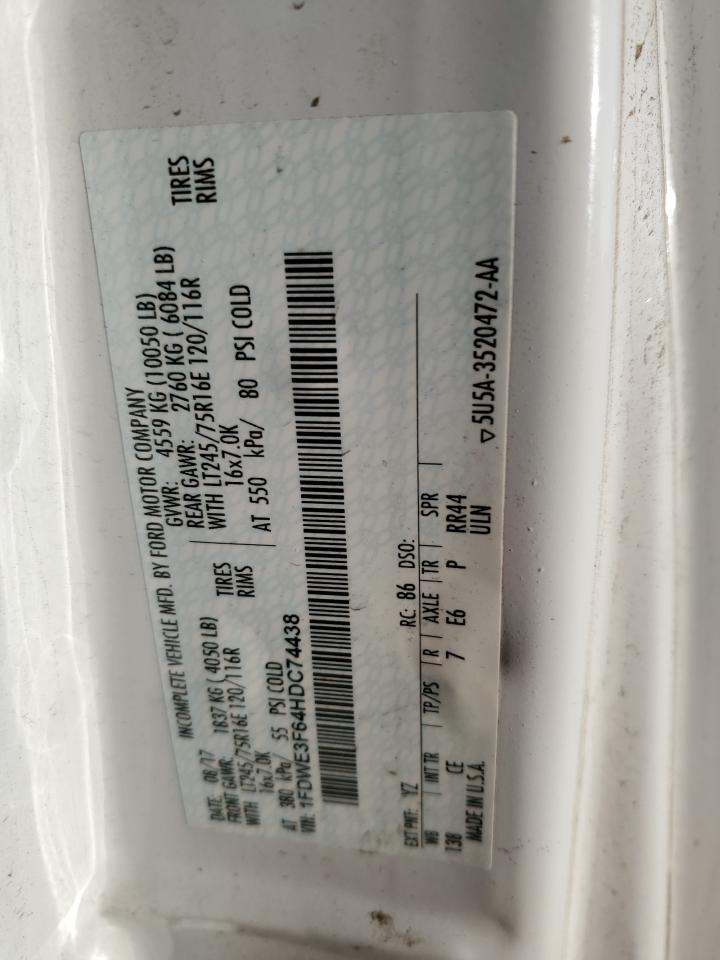 INCOMPLETE VEHICLE MFD. BY FORD MOTOR COMPANY
DATE: 08/17 GVWR: 4559 KG (10050 LB)
FRONT GAWR: 1837 KG ( 4050 LB) REAR GAWR: 2760 KG ( 6084 LB)
WITH LT245/75R16E 120/116R TIRES WITH LT245/75R16E 120/116R TIRES
16x7.0K RIMS 16x7.0K RIMS
AT 380 kPa/ 55 PSI COLD AT 550 kPa/ 80 PSI COLD
VIN: 1FDWE3F64HDC74438
EXT PNT: YZ RC: 86 DSO:
WB INT TR TP/PS R AXLE TR SPR
138 CE 7 E6 P RR44
MADE IN U.S.A. ULN
▽5U5A-3520472-AA